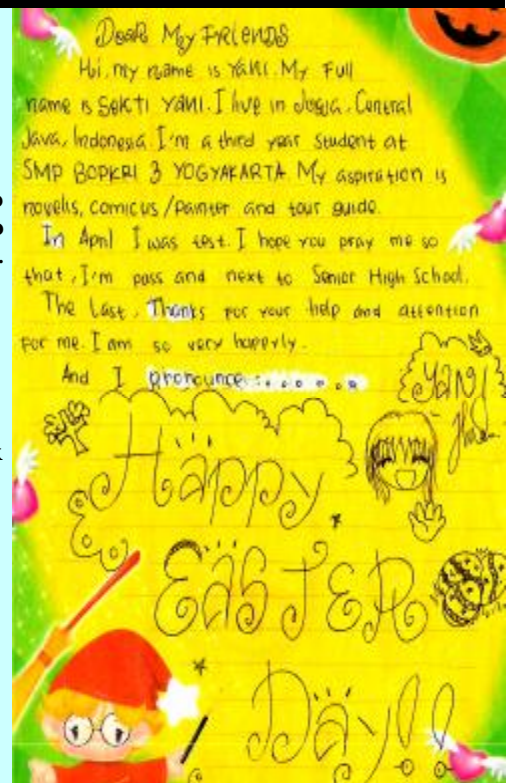 Dear My Friends
Hi, my name is Yani. My Full
name is Sekti Yani. I live in Jogja, Central
Java, Indonesia. I'm a third year student at
SMP BOPKRI 3 YOGYAKARTA. My aspiration is
novelis, comicus/painter and tour guide.
In April I was test. I hope you pray me so
that, I'm pass and next to Senior High School.
The Last, Thanks for your help and attention
for me. I am so very happerly.
And I pronounce : . . . . . . .
YANI
Happy
EASTER
Day!!